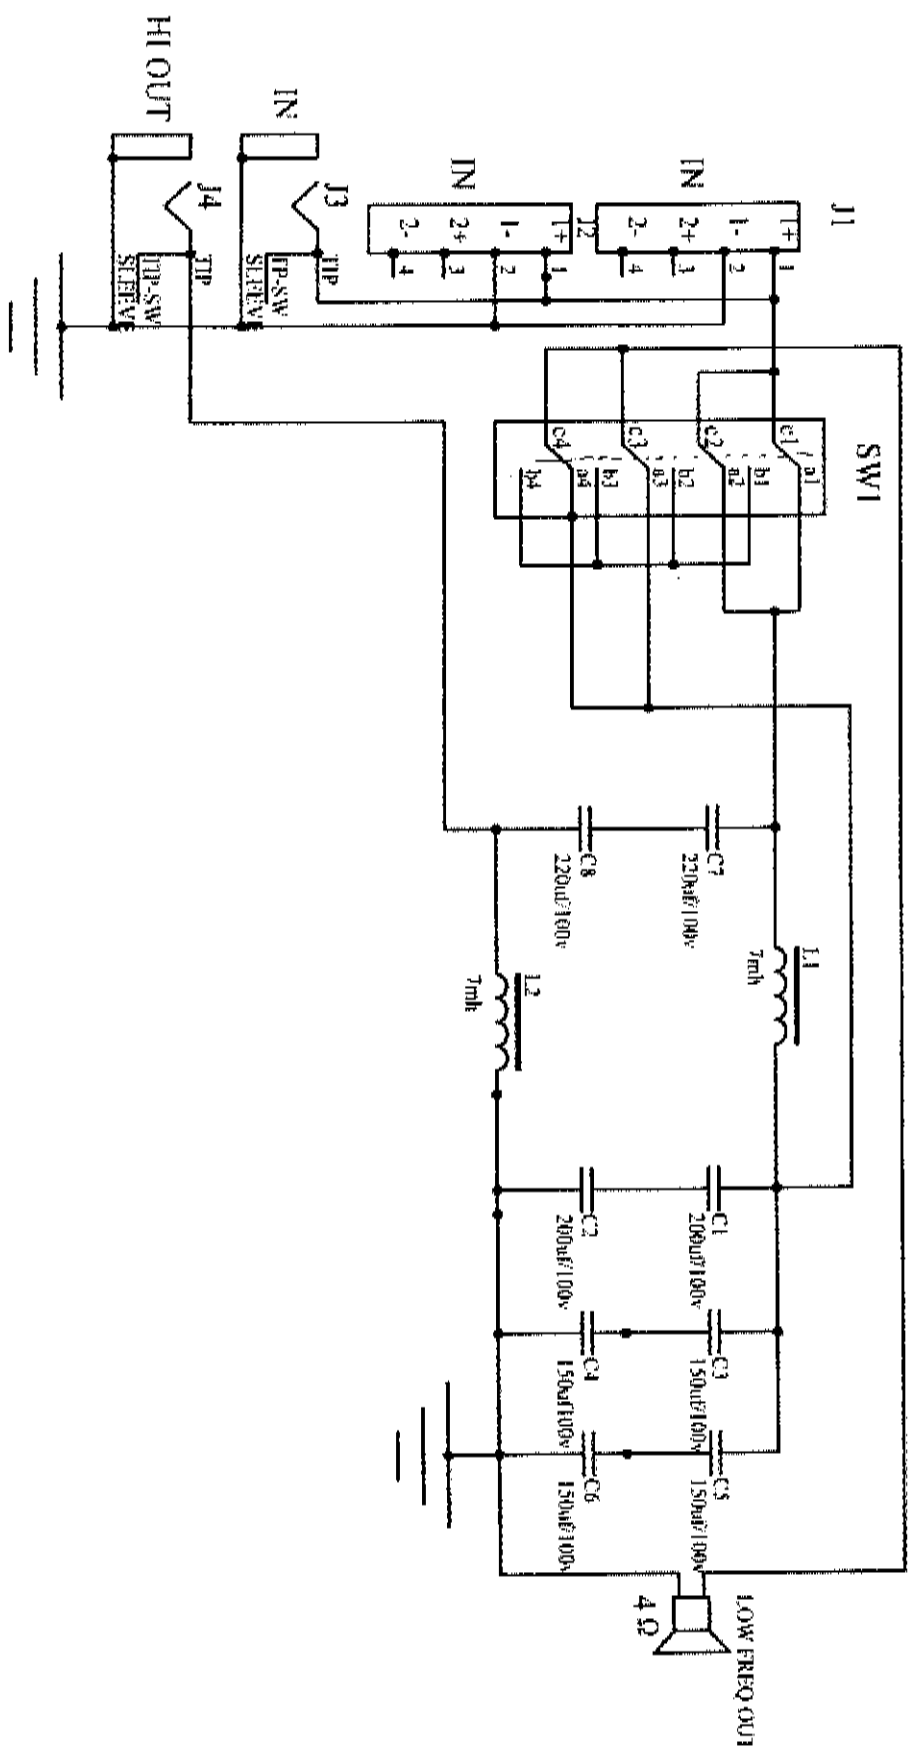 J1
IN
1+
1-
2+
2-
1
2
3
4
J2
IN
1+
1-
2+
2-
1
2
3
4
J3
IN
TIP
TIP-SW
SLEEVE
J4
HI OUT
TIP
TIP-SW
SLEEVE
SW1
c1
a1
b1
c2
a2
b2
c3
a3
b3
c4
a4
b4
C7
220uf/100v
C8
220uf/100v
L1
7mh
L2
7mh
C1
200uf/100v
C2
200uf/100v
C3
150uf/100v
C4
150uf/100v
C5
150uf/100v
C6
150uf/100v
LOW FREQ OUT
4 Ω